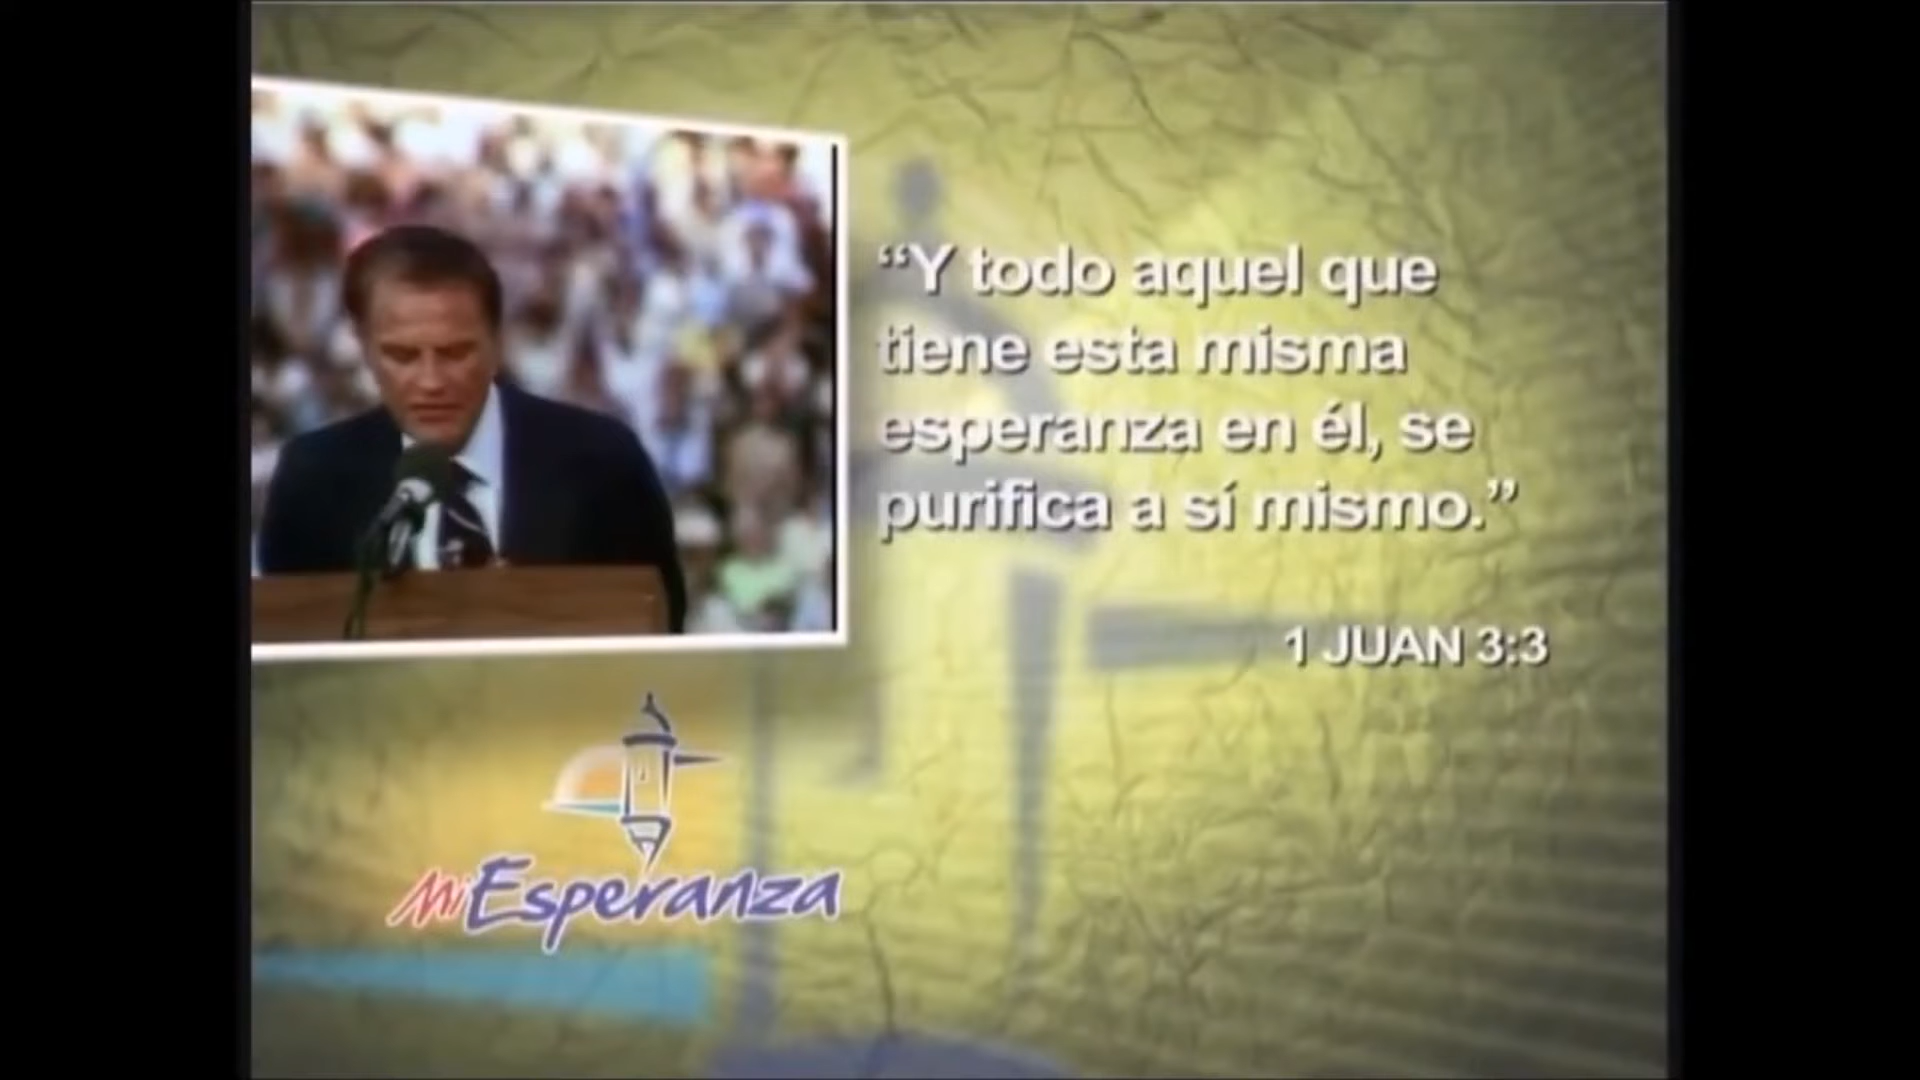 “Y todo aquel que
tiene esta misma
esperanza en él, se
purifica a sí mismo.”
1 JUAN 3:3
Mi Esperanza